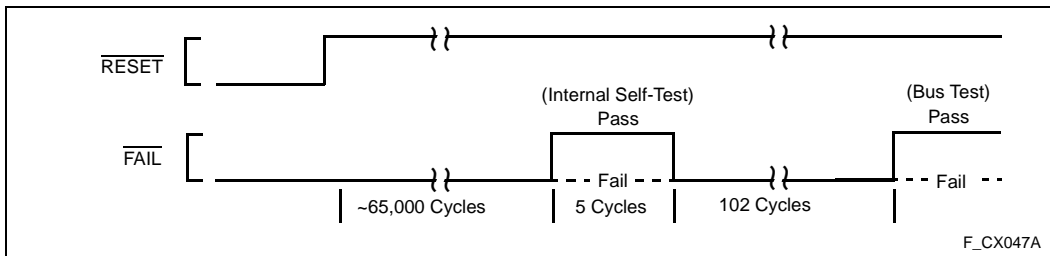 RESET
(Internal Self-Test)
Pass
(Bus Test)
Pass
FAIL
Fail
Fail
~65,000 Cycles
5 Cycles
102 Cycles
F_CX047A